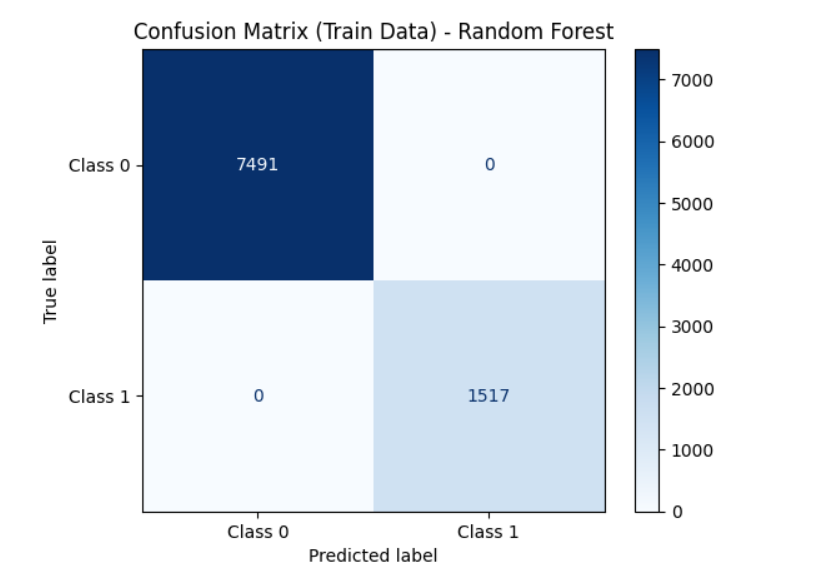 Confusion Matrix (Train Data) - Random Forest
7000
6000
5000
4000
3000
2000
1000
0
True label
Class 0
7491
0
Class 1
0
1517
Class 0
Class 1
Predicted label